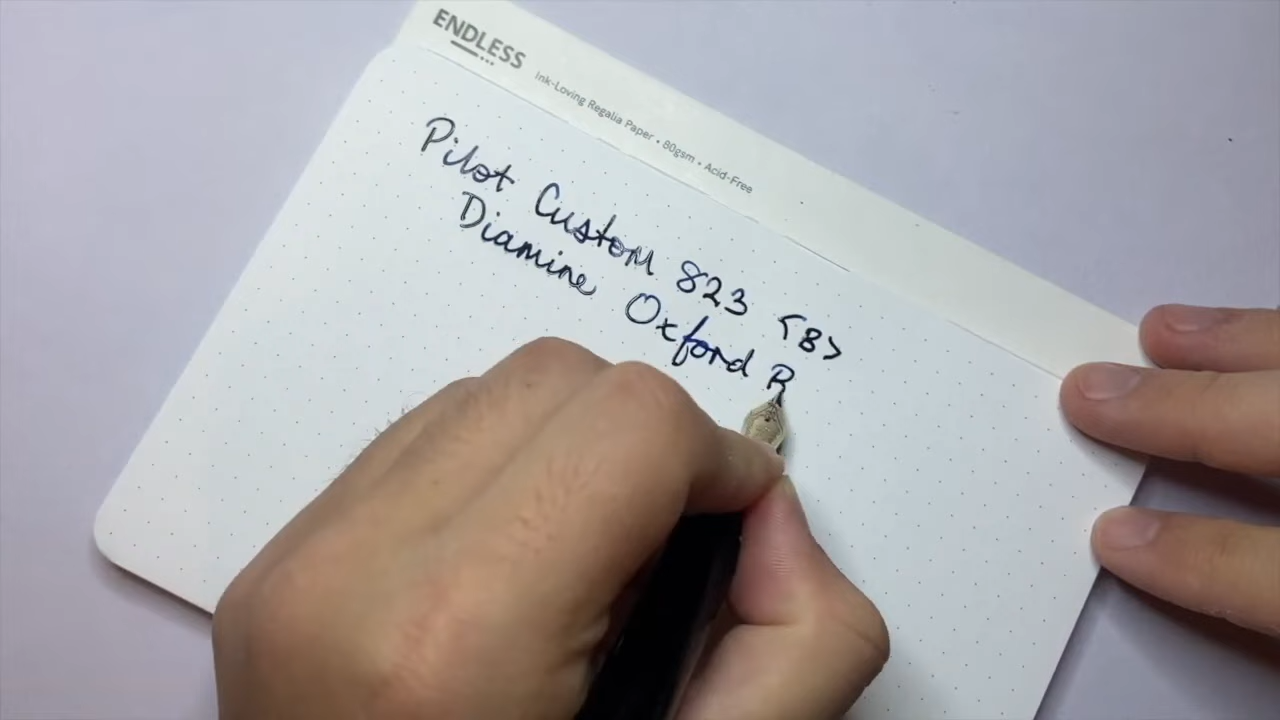 ENDLESS
Ink-Loving Regalia Paper • 80gsm • Acid-Free
Pilot Custom 823 <B>
Diamine Oxford R